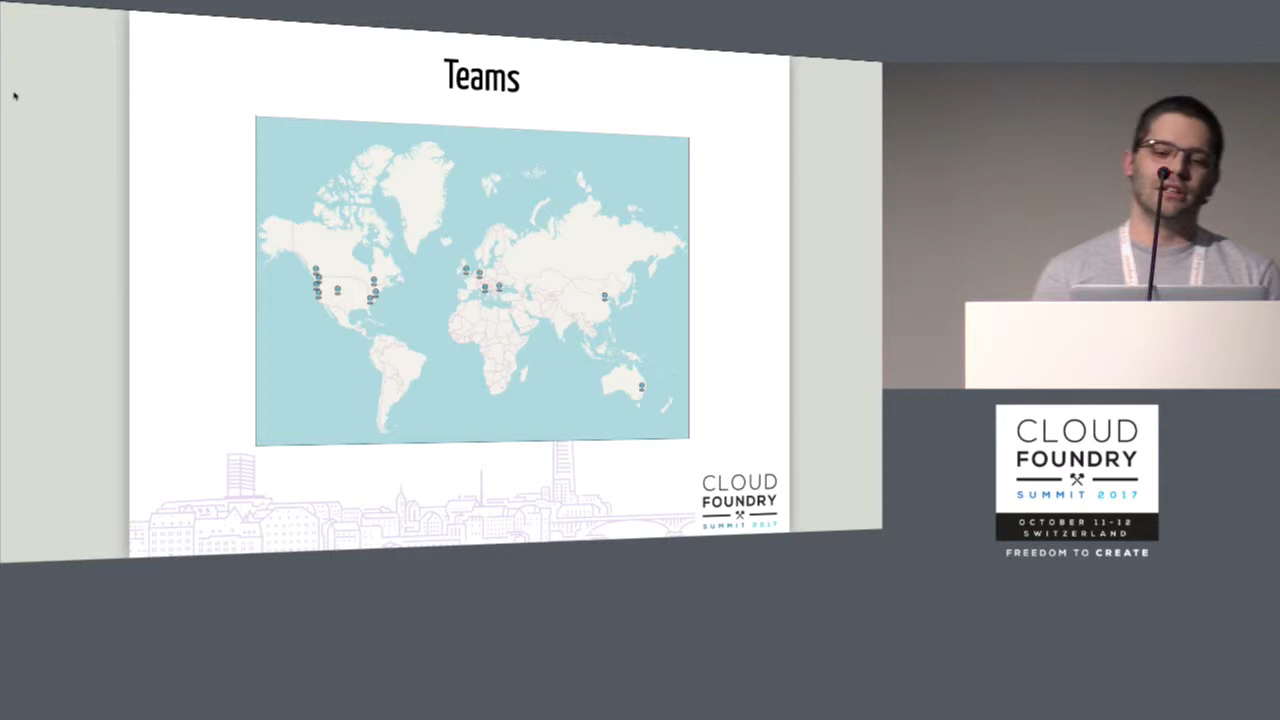 Teams
CLOUD
FOUNDRY
SUMMIT 2017
CLOUD
FOUNDRY
SUMMIT 2017
OCTOBER 11-12
SWITZERLAND
FREEDOM TO CREATE